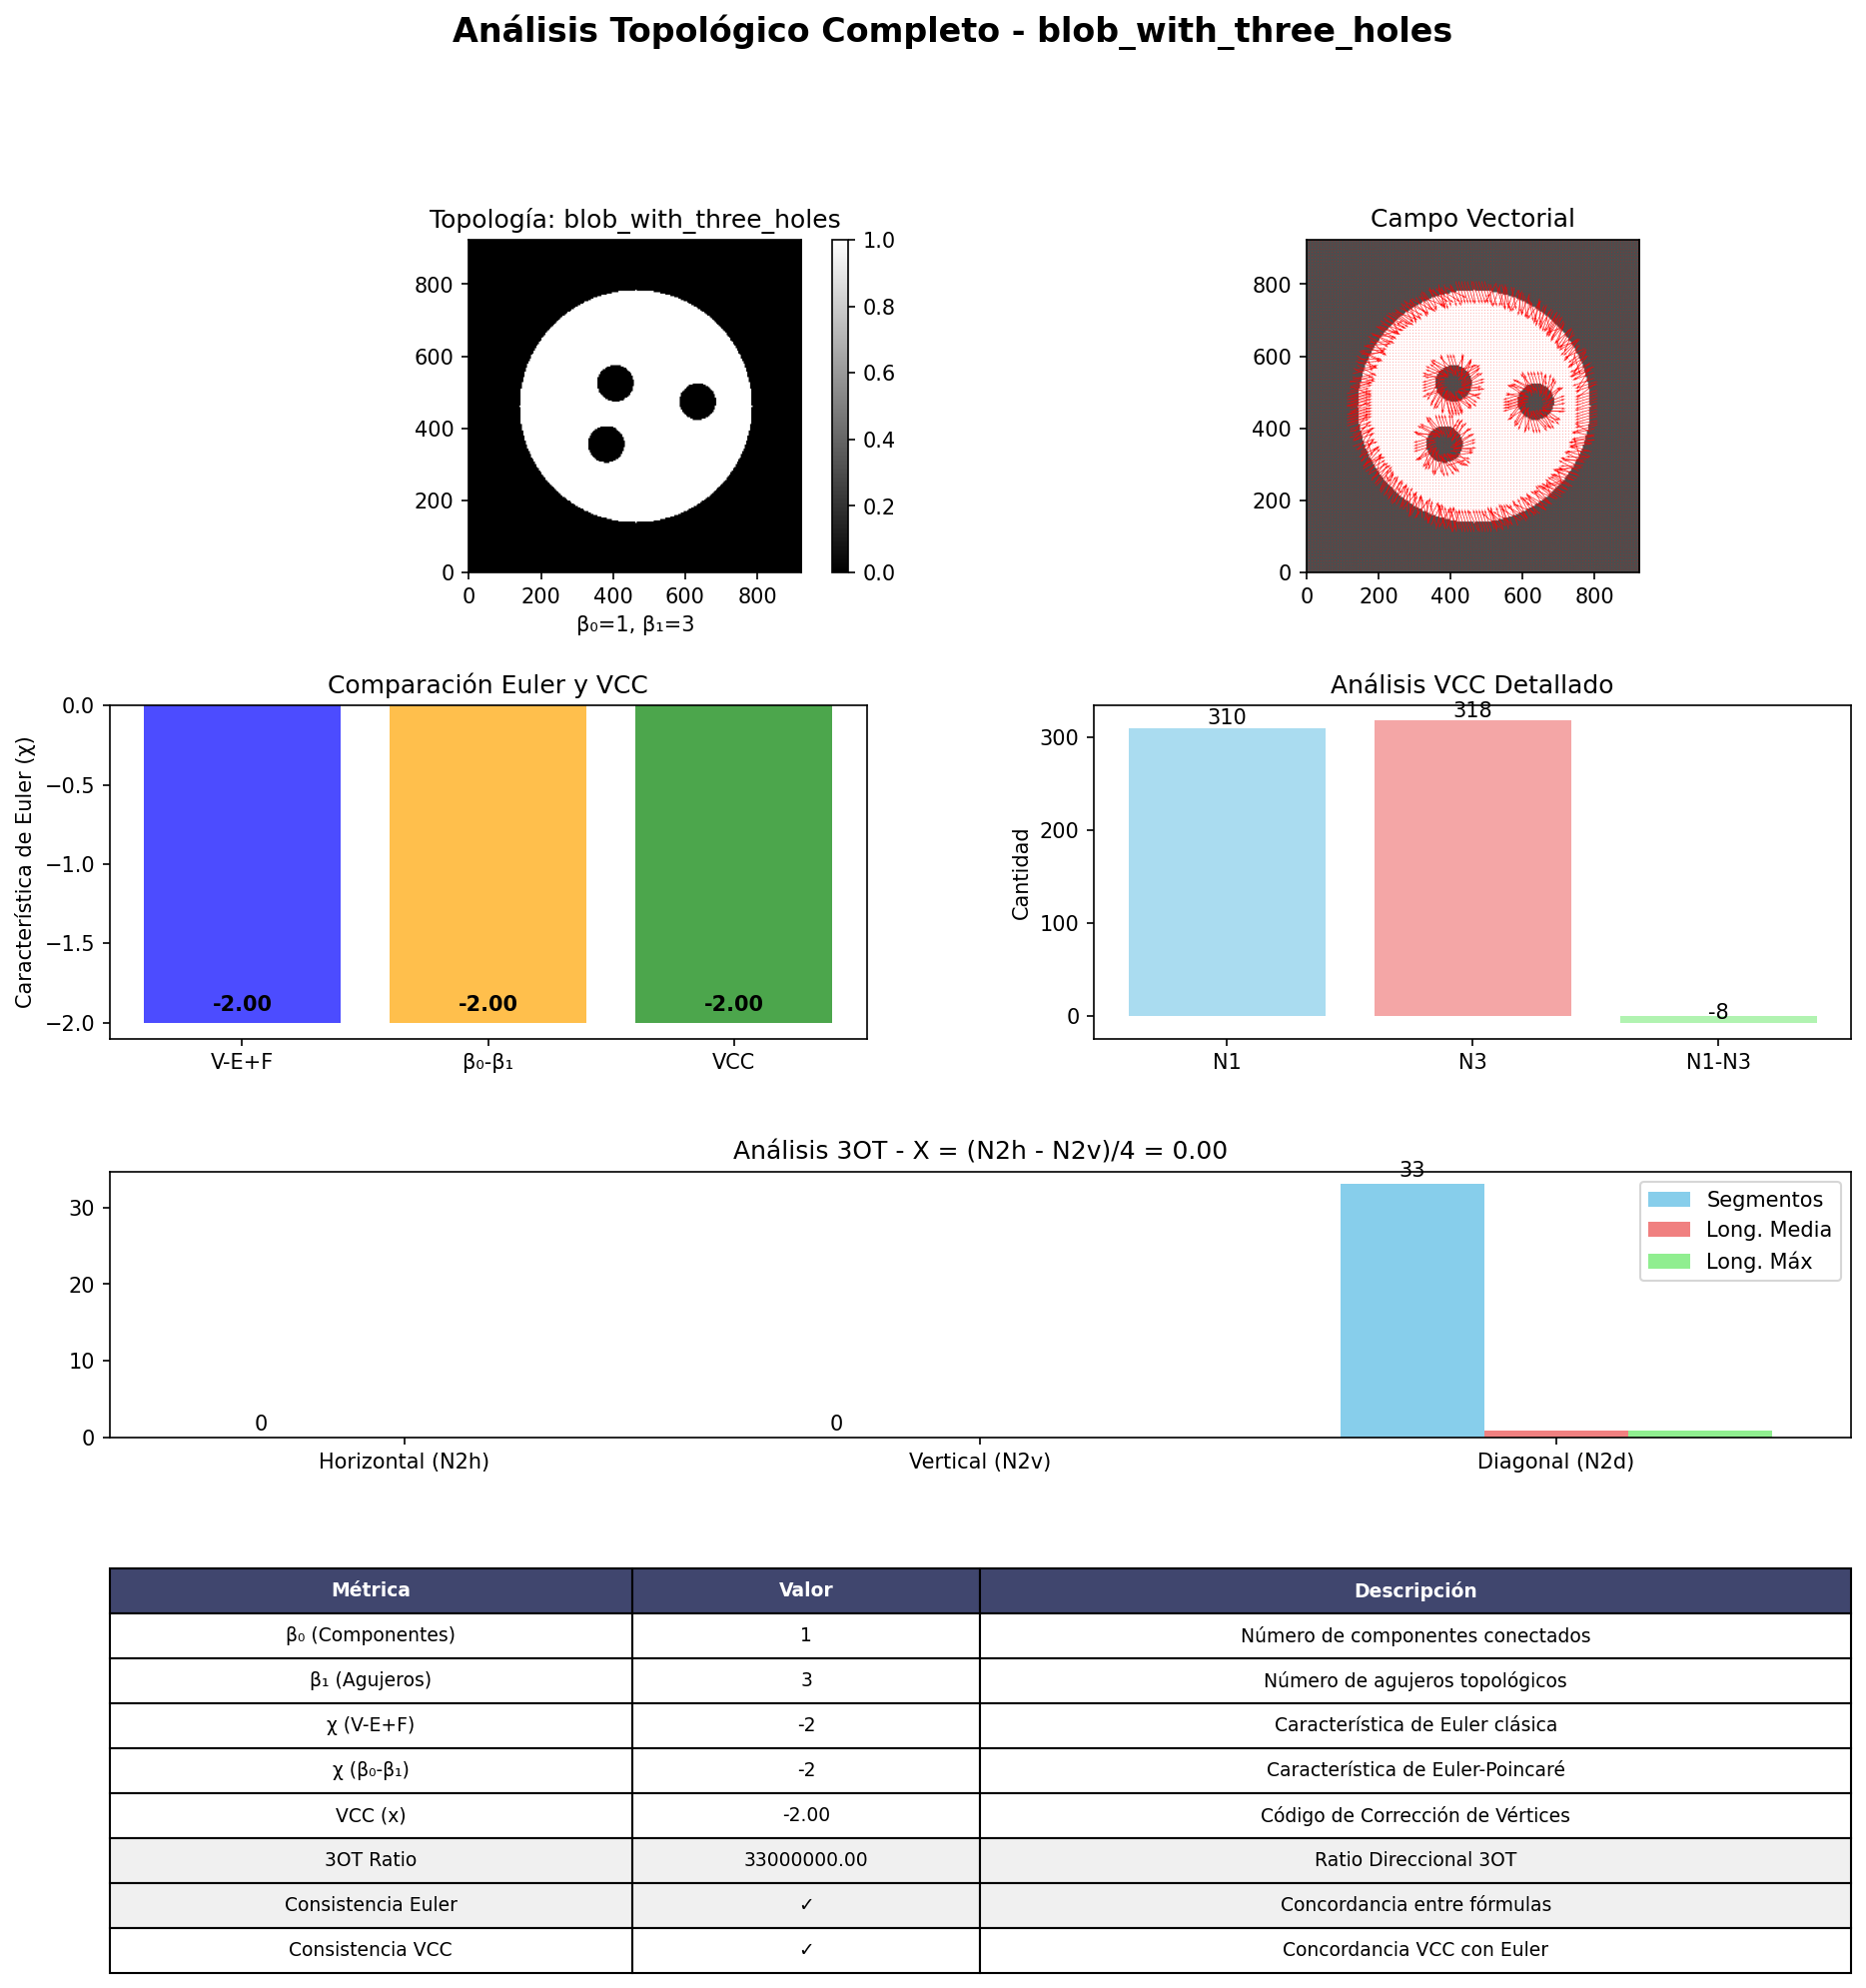 Análisis Topológico Completo - blob_with_three_holes
Topología: blob_with_three_holes
800
600
400
200
0
0 200 400 600 800
β₀=1, β₁=3
1.0
0.8
0.6
0.4
0.2
0.0
Campo Vectorial
800
600
400
200
0
0 200 400 600 800
Comparación Euler y VCC
Característica de Euler (χ)
0.0
−0.5
−1.0
−1.5
−2.0
-2.00 -2.00 -2.00
V-E+F β₀-β₁ VCC
Análisis VCC Detallado
Cantidad
300
200
100
0
310 318 -8
N1 N3 N1-N3
Análisis 3OT - X = (N2h - N2v)/4 = 0.00
30
20
10
0
0 0 33
Segmentos
Long. Media
Long. Máx
Horizontal (N2h) Vertical (N2v) Diagonal (N2d)
Métrica Valor Descripción
β₀ (Componentes) 1 Número de componentes conectados
β₁ (Agujeros) 3 Número de agujeros topológicos
χ (V-E+F) -2 Característica de Euler clásica
χ (β₀-β₁) -2 Característica de Euler-Poincaré
VCC (x) -2.00 Código de Corrección de Vértices
3OT Ratio 33000000.00 Ratio Direccional 3OT
Consistencia Euler ✓ Concordancia entre fórmulas
Consistencia VCC ✓ Concordancia VCC con Euler